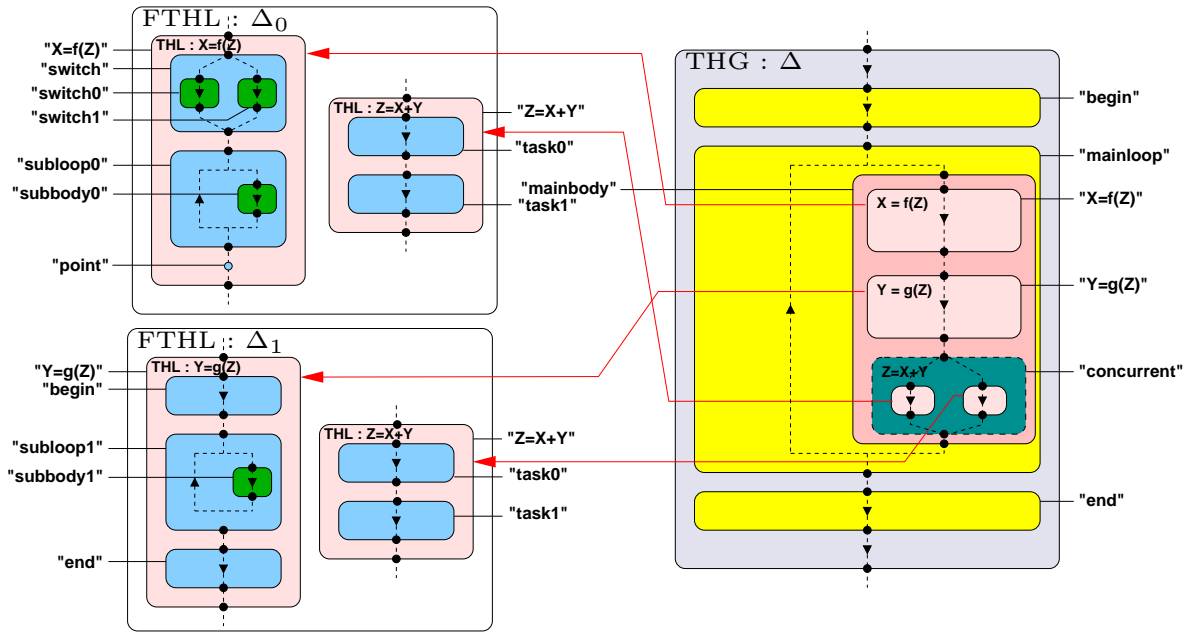 FTHL : Δ0
"X=f(Z)"
THL : X=f(Z)
"switch"
"switch0"
"switch1"
"subloop0"
"subbody0"
"point"
THL : Z=X+Y
"Z=X+Y"
"task0"
"task1"
FTHL : Δ1
"Y=g(Z)"
THL : Y=g(Z)
"begin"
"subloop1"
"subbody1"
"end"
THL : Z=X+Y
"Z=X+Y"
"task0"
"task1"
THG : Δ
"begin"
"mainloop"
"mainbody"
X = f(Z)
"X=f(Z)"
Y = g(Z)
"Y=g(Z)"
Z=X+Y
"concurrent"
"end"